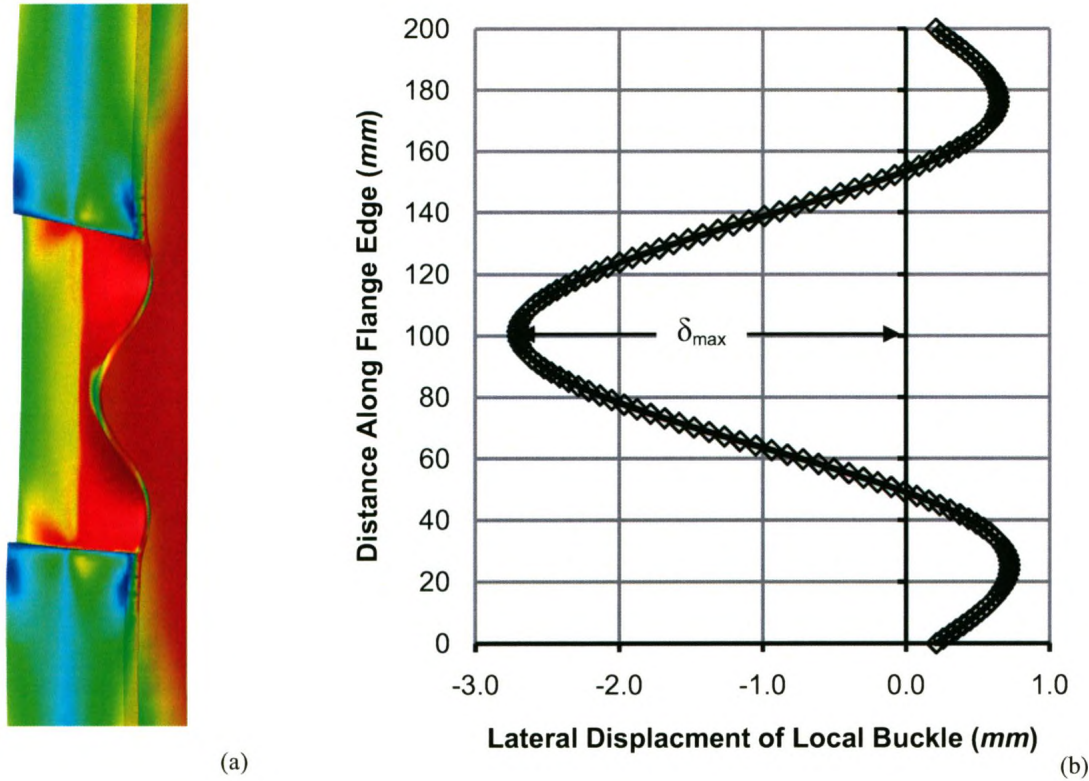 200
180
160
140
120
100
80
60
40
20
0
Distance Along Flange Edge (mm)
δmax
-3.0 -2.0 -1.0 0.0 1.0
Lateral Displacment of Local Buckle (mm)
(a)
(b)